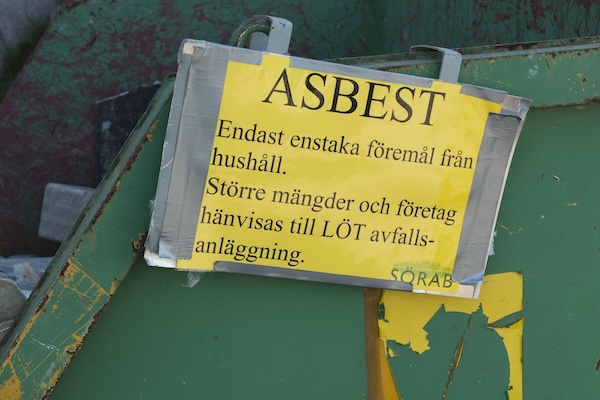 ASBEST
Endast enstaka föremål från
hushåll.
Större mängder och företag
hänvisas till LÖT avfalls-
anläggning.
SÖRAB